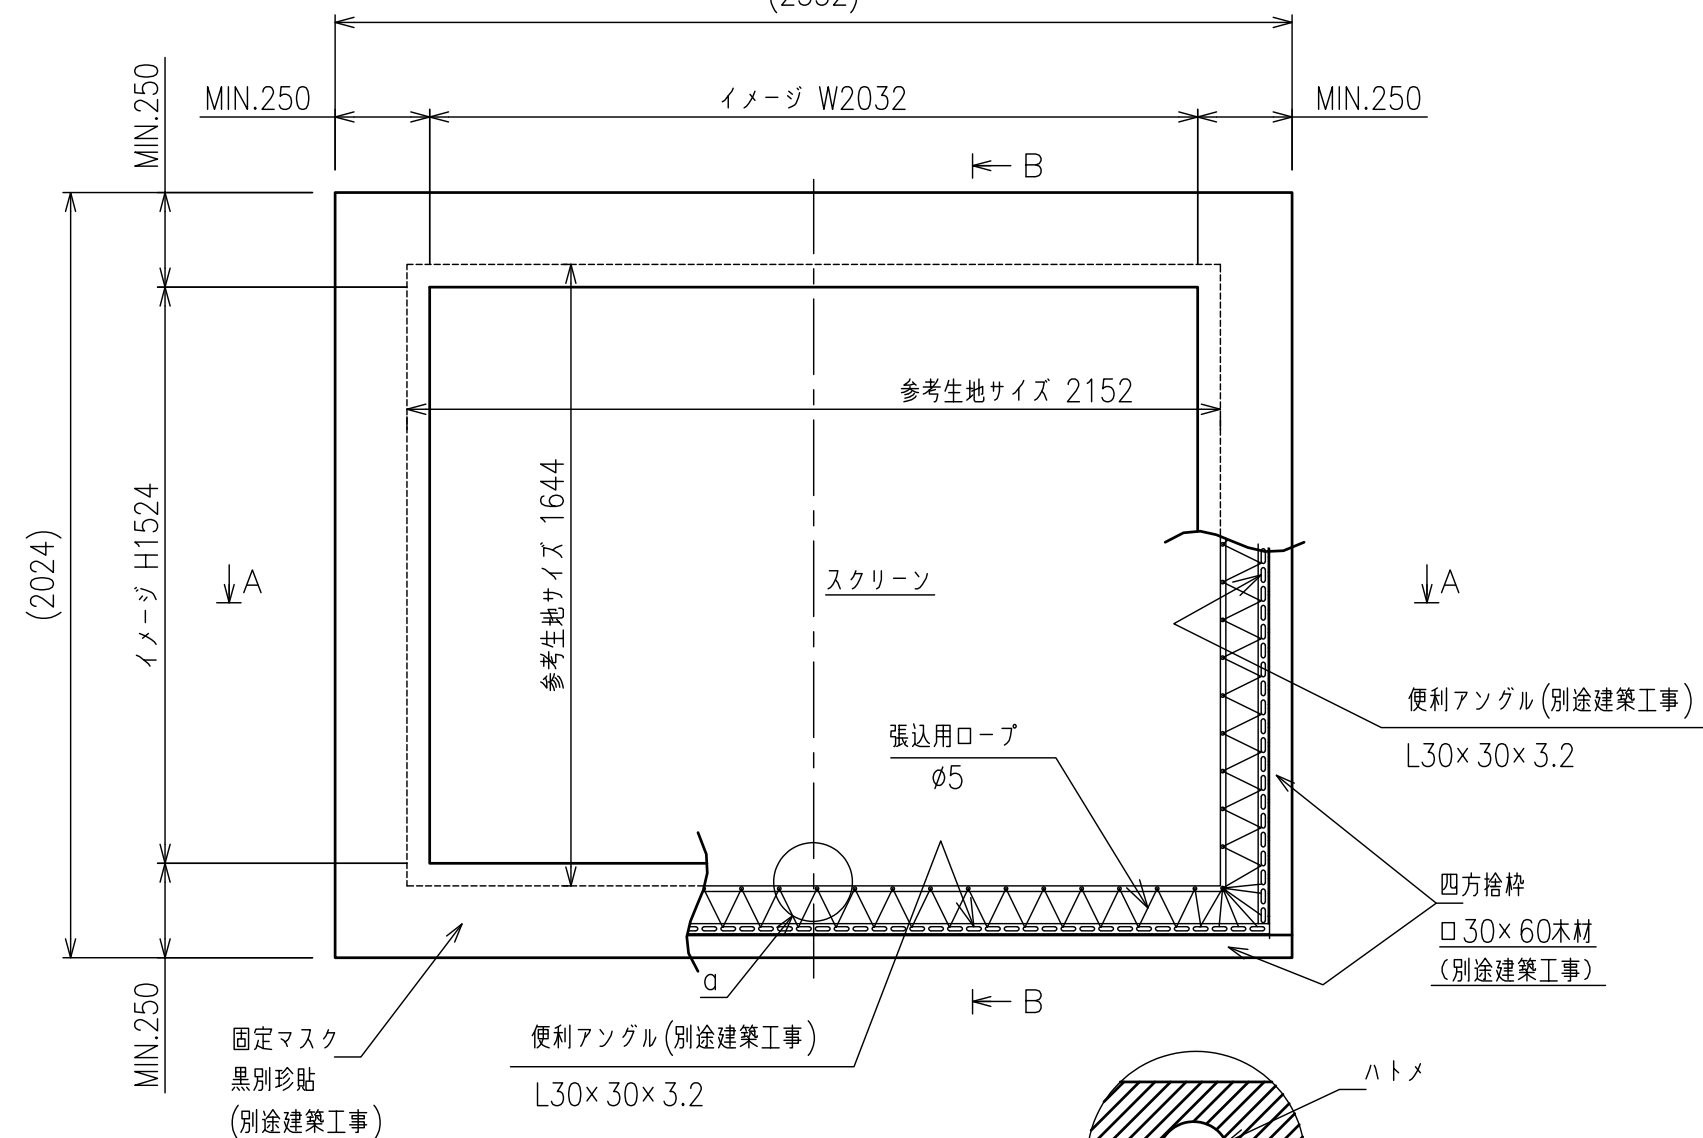 MIN.250
MIN.250
イメージ W2032
MIN.250
B
参考生地サイズ 2152
参考生地サイズ 1644
イメージ H1524
(2024)
A
スクリーン
A
便利アングル(別途建築工事)
L30×30×3.2
張込用ロープ
φ5
四方捨枠
口30×60木材
(別途建築工事)
a
B
MIN.250
固定マスク
黒別珍貼
(別途建築工事)
便利アングル(別途建築工事)
L30×30×3.2
ハトメ